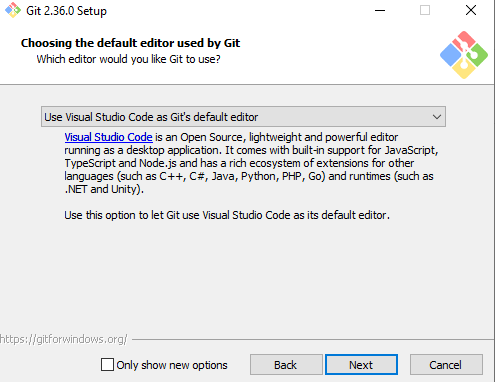 Git 2.36.0 Setup
Choosing the default editor used by Git
Which editor would you like Git to use?
Use Visual Studio Code as Git's default editor
Visual Studio Code is an Open Source, lightweight and powerful editor
running as a desktop application. It comes with built-in support for JavaScript,
TypeScript and Node.js and has a rich ecosystem of extensions for other
languages (such as C++, C#, Java, Python, PHP, Go) and runtimes (such as
.NET and Unity).
Use this option to let Git use Visual Studio Code as its default editor.
https://gitforwindows.org/
Only show new options
Back
Next
Cancel